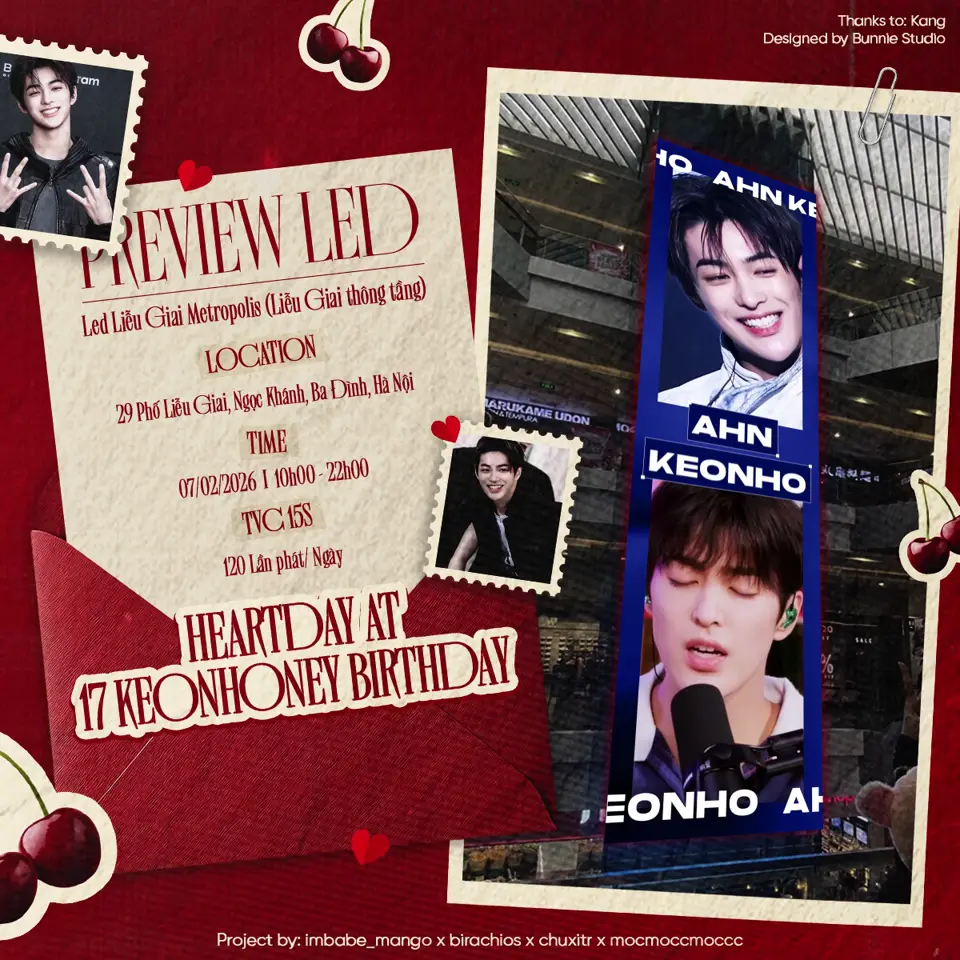 Thanks to: Kang
Designed by Bunnie Studio
PREVIEW LED
Led Liễu Giai Metropolis (Liễu Giai thông tầng)
LOCATION
29 Phố Liễu Giai, Ngọc Khánh, Ba Đình, Hà Nội
TIME
07/02/2026 I 10h00 - 22h00
TVC 15S
120 Lần phát/ Ngày
HEARTDAY AT
17 KEONHONEY BIRTHDAY
HO AHN KE
AHN
KEONHO
EONHO AH
MARUKAME UDON
& TEMPURA
SALE
Project by: imbabe_mango x birachios x chuxitr x mocmoccmoccc